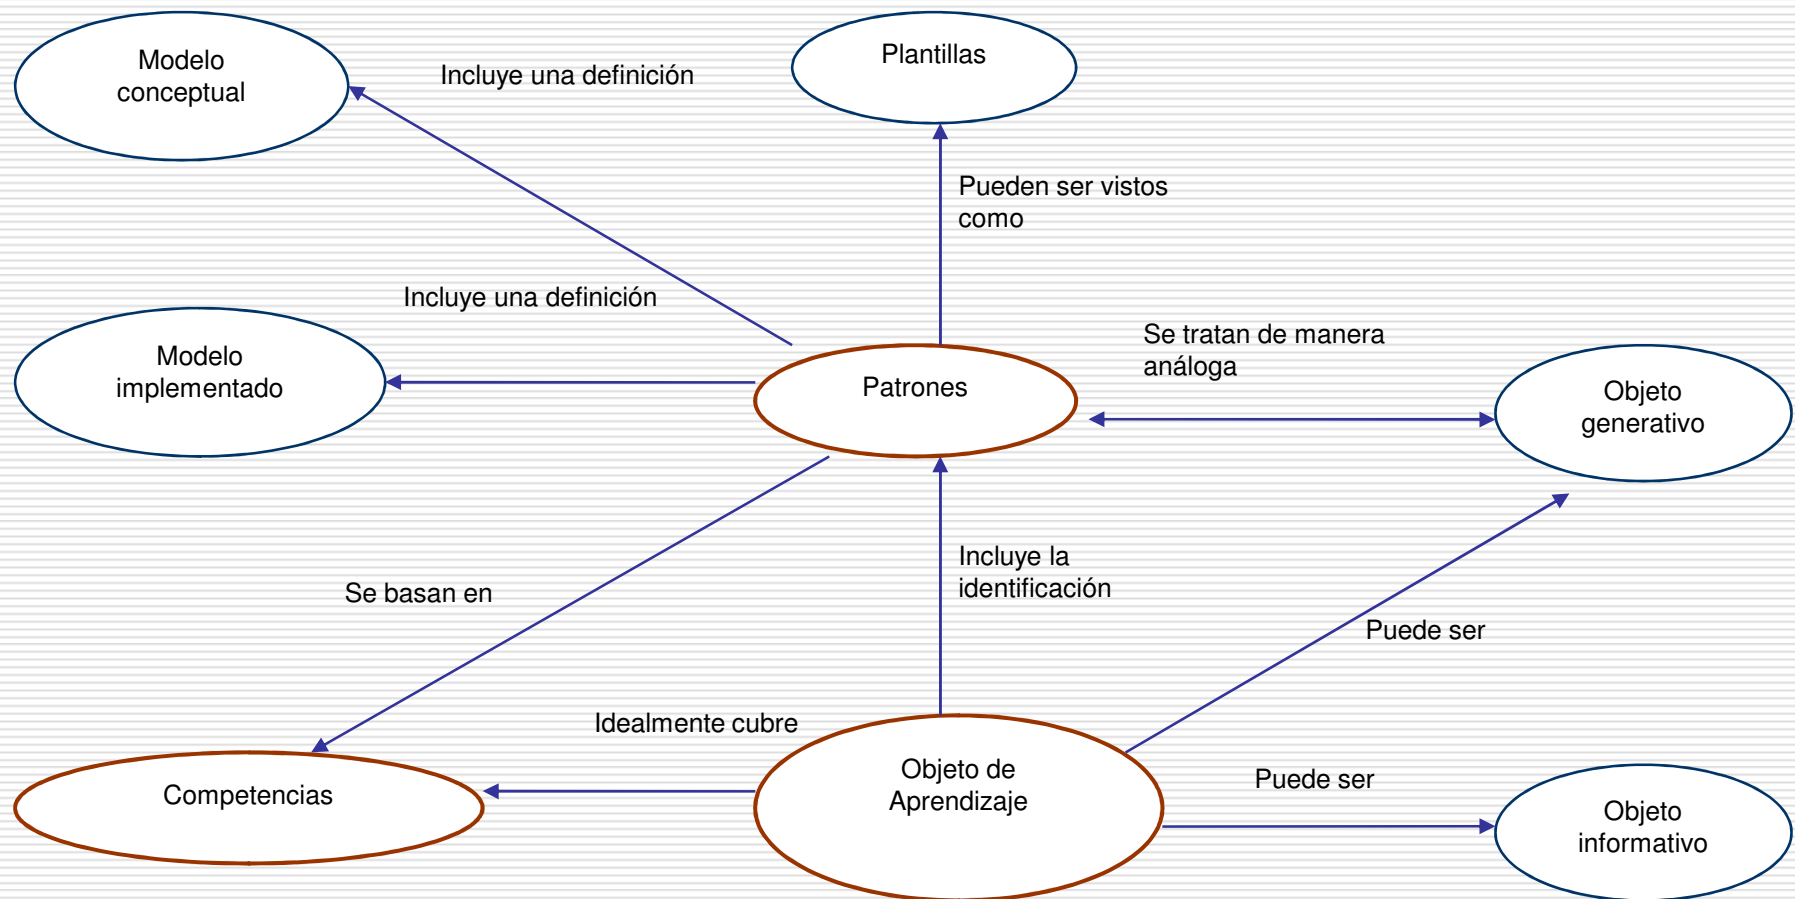 Modelo
conceptual
Incluye una definición
Plantillas
Pueden ser vistos
como
Incluye una definición
Modelo
implementado
Patrones
Se tratan de manera
análoga
Objeto
generativo
Se basan en
Incluye la
identificación
Puede ser
Idealmente cubre
Competencias
Objeto de
Aprendizaje
Puede ser
Objeto
informativo